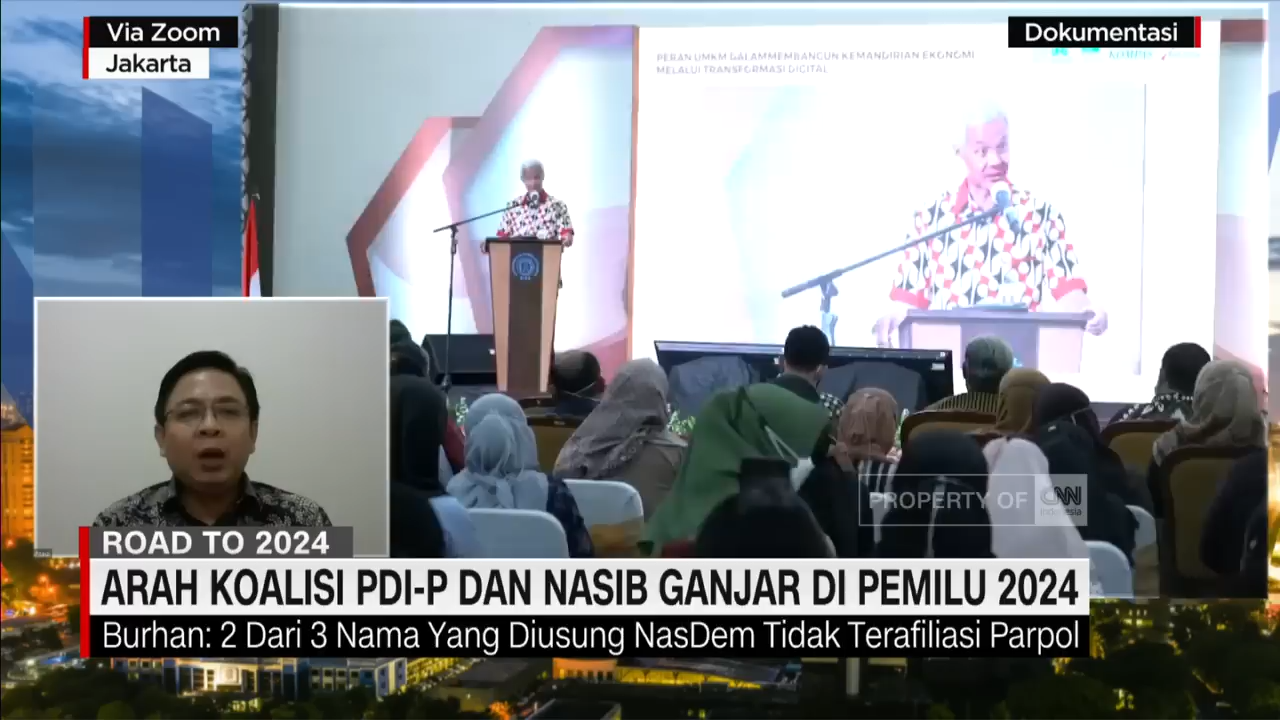 Via Zoom
Jakarta
Dokumentasi
PERAN UMKM DALAMMEMBANGUN KEMANDIRIAN EKONOMI
MELALUI TRANSFORMASI DIGITAL
PROPERTY OF CNN
Indonesia
ROAD TO 2024
ARAH KOALISI PDI-P DAN NASIB GANJAR DI PEMILU 2024
Burhan: 2 Dari 3 Nama Yang Diusung NasDem Tidak Terafiliasi Parpol